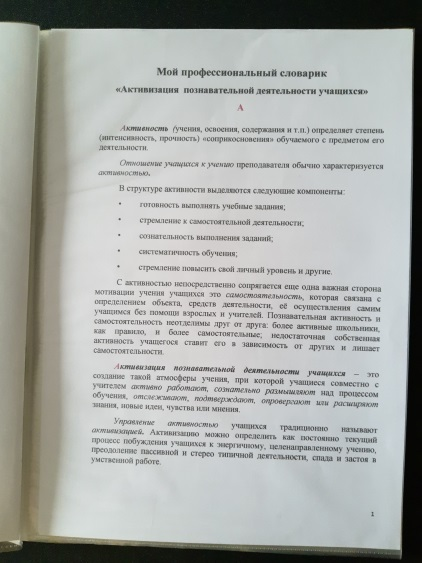 Мой профессиональный словарик
«Активизация познавательной деятельности учащихся»
А
Активность (учения, освоения, содержания и т.п.) определяет степень
(интенсивность, прочность) «соприкосновения» обучаемого с предметом его
деятельности.
Отношение учащихся к учению преподавателя обычно характеризуется
активностью.
В структуре активности выделяются следующие компоненты:
• готовность выполнять учебные задания;
• стремление к самостоятельной деятельности;
• сознательность выполнения заданий;
• систематичность обучения;
• стремление повысить свой личный уровень и другие.
С активностью непосредственно сопрягается еще одна важная сторона
мотивации учения учащихся это самостоятельность, которая связана с
определением объекта, средств деятельности, её осуществления самим
учащимся без помощи взрослых и учителей. Познавательная активность и
самостоятельность неотделимы друг от друга: более активные школьники,
как правило, и более самостоятельные; недостаточная собственная
активность учащегося ставит его в зависимость от других и лишает
самостоятельности.
Активизация познавательной деятельности учащихся – это
создание такой атмосферы учения, при которой учащиеся совместно с
учителем активно работают, сознательно размышляют над процессом
обучения, отслеживают, подтверждают, опровергают или расширяют
знания, новые идеи, чувства или мнения.
Управление активностью учащихся традиционно называют
активизацией. Активизацию можно определить как постоянно текущий
процесс побуждения учащихся к энергичному, целенаправленному учению,
преодоление пассивной и стерео типичной деятельности, спада и застоя в
умственной работе.
1